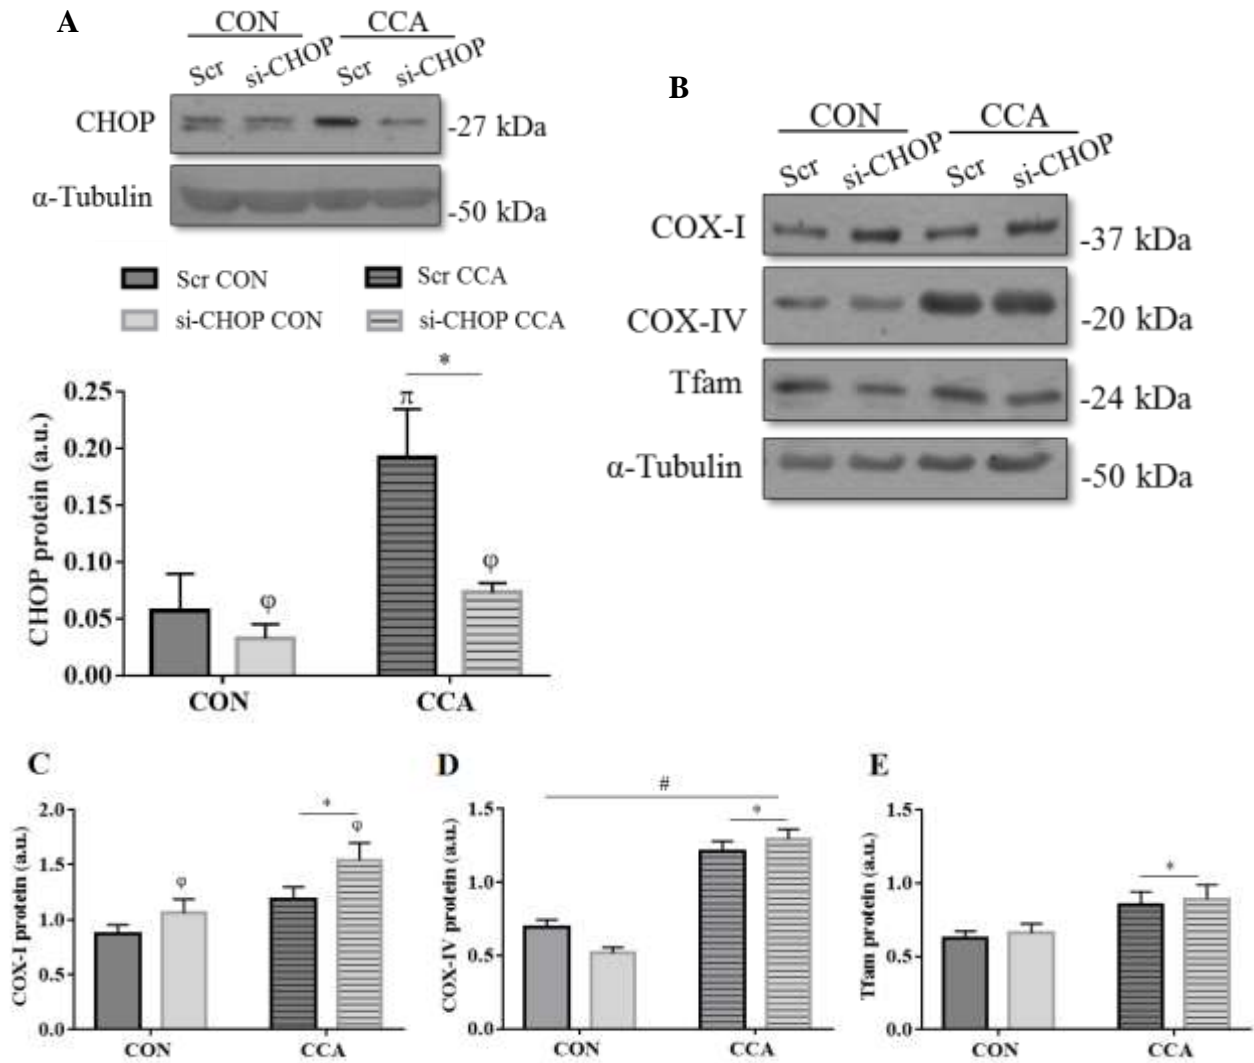 A
CON CCA
Scr si-CHOP Scr si-CHOP
CHOP
-27 kDa
α-Tubulin
-50 kDa
Scr CON
Scr CCA
si-CHOP CON
si-CHOP CCA
*
π
φ
φ
CHOP protein (a.u.)
0.25
0.20
0.15
0.10
0.05
0.00
CON
CCA
B
CON CCA
Scr si-CHOP Scr si-CHOP
COX-I
-37 kDa
COX-IV
-20 kDa
Tfam
-24 kDa
α-Tubulin
-50 kDa
C
COX-I protein (a.u.)
2.0
1.5
1.0
0.5
0.0
*
φ
φ
CON
CCA
D
COX-IV protein (a.u.)
1.5
1.0
0.5
0.0
#
*
CON
CCA
E
Tfam protein (a.u.)
1.5
1.0
0.5
0.0
*
CON
CCA